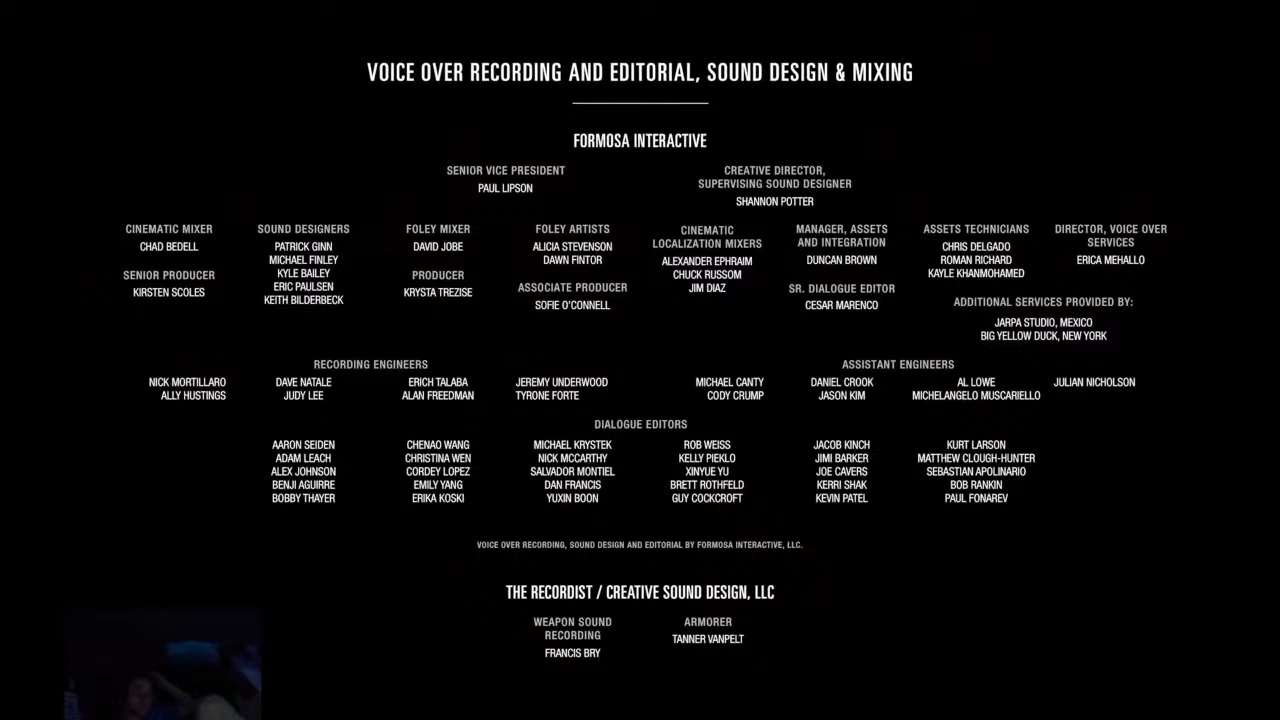 VOICE OVER RECORDING AND EDITORIAL, SOUND DESIGN & MIXING
FORMOSA INTERACTIVE
SENIOR VICE PRESIDENT
PAUL LIPSON
CREATIVE DIRECTOR,
SUPERVISING SOUND DESIGNER
SHANNON POTTER
CINEMATIC MIXER
CHAD BEDELL
SENIOR PRODUCER
KIRSTEN SCOLES
SOUND DESIGNERS
PATRICK GINN
MICHAEL FINLEY
KYLE BAILEY
ERIC PAULSEN
KEITH BILDERBECK
FOLEY MIXER
DAVID JOBE
PRODUCER
KRYSTA TREZISE
FOLEY ARTISTS
ALICIA STEVENSON
DAWN FINTOR
ASSOCIATE PRODUCER
SOFIE O'CONNELL
CINEMATIC
LOCALIZATION MIXERS
ALEXANDER EPHRAIM
CHUCK RUSSOM
JIM DIAZ
MANAGER, ASSETS
AND INTEGRATION
DUNCAN BROWN
SR. DIALOGUE EDITOR
CESAR MARENCO
ASSETS TECHNICIANS
CHRIS DELGADO
ROMAN RICHARD
KAYLE KHANMOHAMED
DIRECTOR, VOICE OVER
SERVICES
ERICA MEHALLO
ADDITIONAL SERVICES PROVIDED BY:
JARPA STUDIO, MEXICO
BIG YELLOW DUCK, NEW YORK
RECORDING ENGINEERS
NICK MORTILLARO
ALLY HUSTINGS
DAVE NATALE
JUDY LEE
ERICH TALABA
ALAN FREEDMAN
JEREMY UNDERWOOD
TYRONE FORTE
ASSISTANT ENGINEERS
MICHAEL CANTY
CODY CRUMP
DANIEL CROOK
JASON KIM
AL LOWE
MICHELANGELO MUSCARIELLO
JULIAN NICHOLSON
DIALOGUE EDITORS
AARON SEIDEN
ADAM LEACH
ALEX JOHNSON
BENJI AGUIRRE
BOBBY THAYER
CHENAO WANG
CHRISTINA WEN
CORDEY LOPEZ
EMILY YANG
ERIKA KOSKI
MICHAEL KRYSTEK
NICK MCCARTHY
SALVADOR MONTIEL
DAN FRANCIS
YUXIN BOON
ROB WEISS
KELLY PIEKLO
XINYUE YU
BRETT ROTHFELD
GUY COCKCROFT
JACOB KINCH
JIMI BARKER
JOE CAVERS
KERRI SHAK
KEVIN PATEL
KURT LARSON
MATTHEW CLOUGH-HUNTER
SEBASTIAN APOLINARIO
BOB RANKIN
PAUL FONAREV
VOICE OVER RECORDING, SOUND DESIGN AND EDITORIAL BY FORMOSA INTERACTIVE, LLC.
THE RECORDIST / CREATIVE SOUND DESIGN, LLC
WEAPON SOUND
RECORDING
FRANCIS BRY
ARMORER
TANNER VANPELT